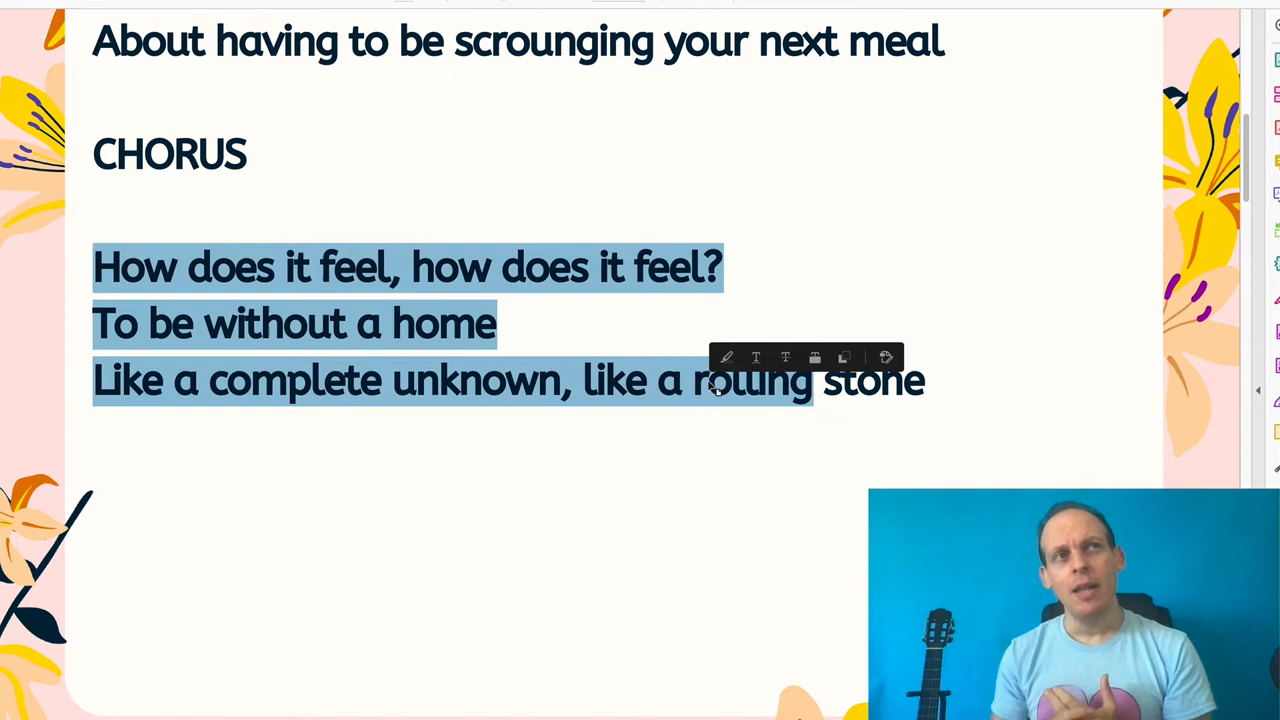 About having to be scrounging your next meal
CHORUS
How does it feel, how does it feel?
To be without a home
Like a complete unknown, like a rolling stone